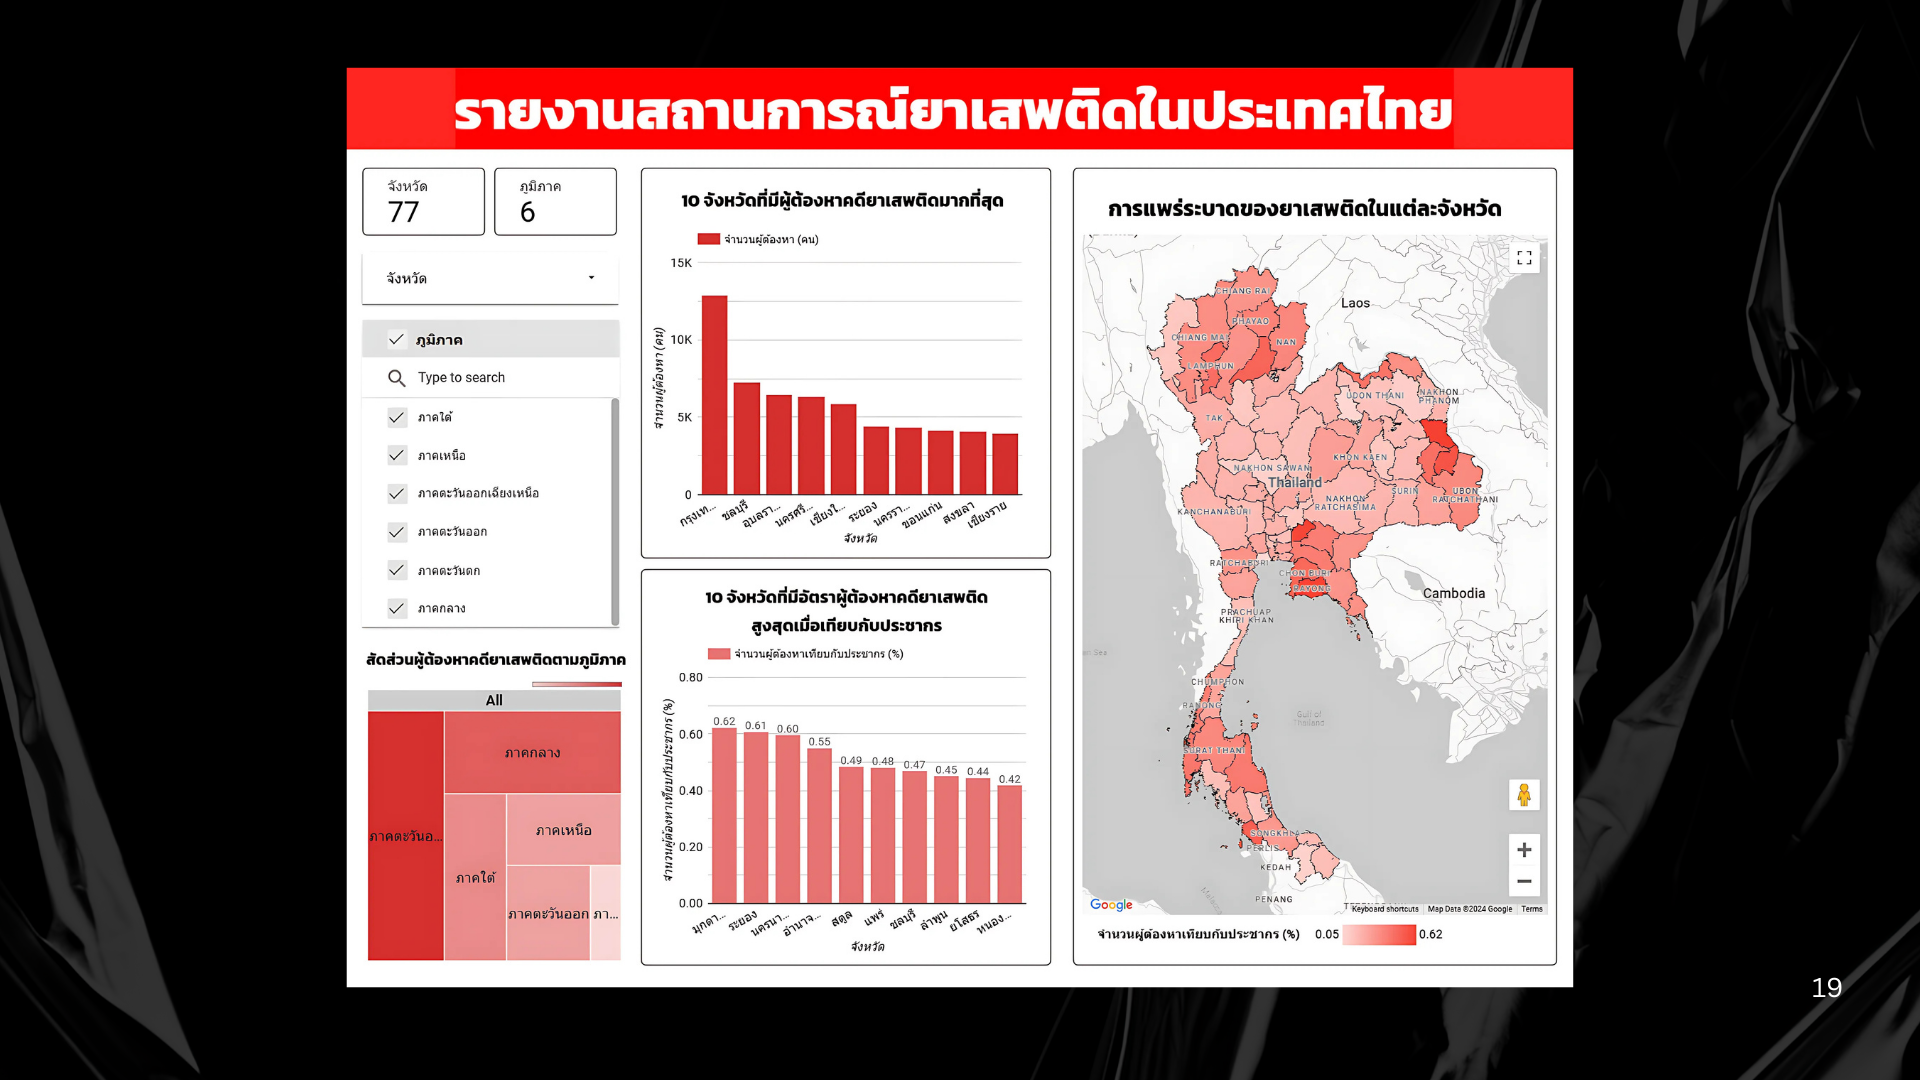 รายงานสถานการณ์ยาเสพติดในประเทศไทย
จังหวัด
77
ภูมิภาค
6
จังหวัด
ภูมิภาค
Type to search
ภาคใต้
ภาคเหนือ
ภาคตะวันออกเฉียงเหนือ
ภาคตะวันออก
ภาคตะวันตก
ภาคกลาง
สัดส่วนผู้ต้องหาคดียาเสพติดตามภูมิภาค
All
ภาคตะวันอ...
ภาคกลาง
ภาคใต้
ภาคเหนือ
ภาคตะวันออก
ภา...
10 จังหวัดที่มีผู้ต้องหาคดียาเสพติดมากที่สุด
จำนวนผู้ต้องหา (คน)
จำนวนผู้ต้องหา (คน)
15K
10K
5K
0
กรุงเท...
ชลบุรี
อุบลรา...
นครศรี...
เชียงใ...
ระยอง
นครรา...
ขอนแก่น
สงขลา
เชียงราย
จังหวัด
10 จังหวัดที่มีอัตราผู้ต้องหาคดียาเสพติด
สูงสุดเมื่อเทียบกับประชากร
จำนวนผู้ต้องหาเทียบกับประชากร (%)
จำนวนผู้ต้องหาเทียบกับประชากร (%)
0.80
0.60
0.40
0.20
0.00
0.62
0.61
0.60
0.55
0.49
0.48
0.47
0.45
0.44
0.42
มุกดา...
ระยอง
นครนา...
อำนาจ...
สตูล
แพร่
ชลบุรี
ลำพูน
ยโสธร
หนอง...
จังหวัด
การแพร่ระบาดของยาเสพติดในแต่ละจังหวัด
CHIANG RAI
Laos
PHAYAO
CHIANG MAI
NAN
LAMPHUN
UDON THANI
NAKHON
PHANOM
TAK
KHON KAEN
NAKHON SAWAN
Thailand
SURIN
UBON
RATCHATHANI
NAKHON
RATCHASIMA
KANCHANABURI
RATCHABURI
CHON BURI
RAYONG
Cambodia
PRACHUAP
KHIRI KHAN
CHUMPHON
RANONG
Gulf of
Thailand
SURAT THANI
SONGKHLA
PERLIS
KEDAH
PENANG
Google
Keyboard shortcuts
Map Data ©2024 Google
Terms
จำนวนผู้ต้องหาเทียบกับประชากร (%)
0.05
0.62
19